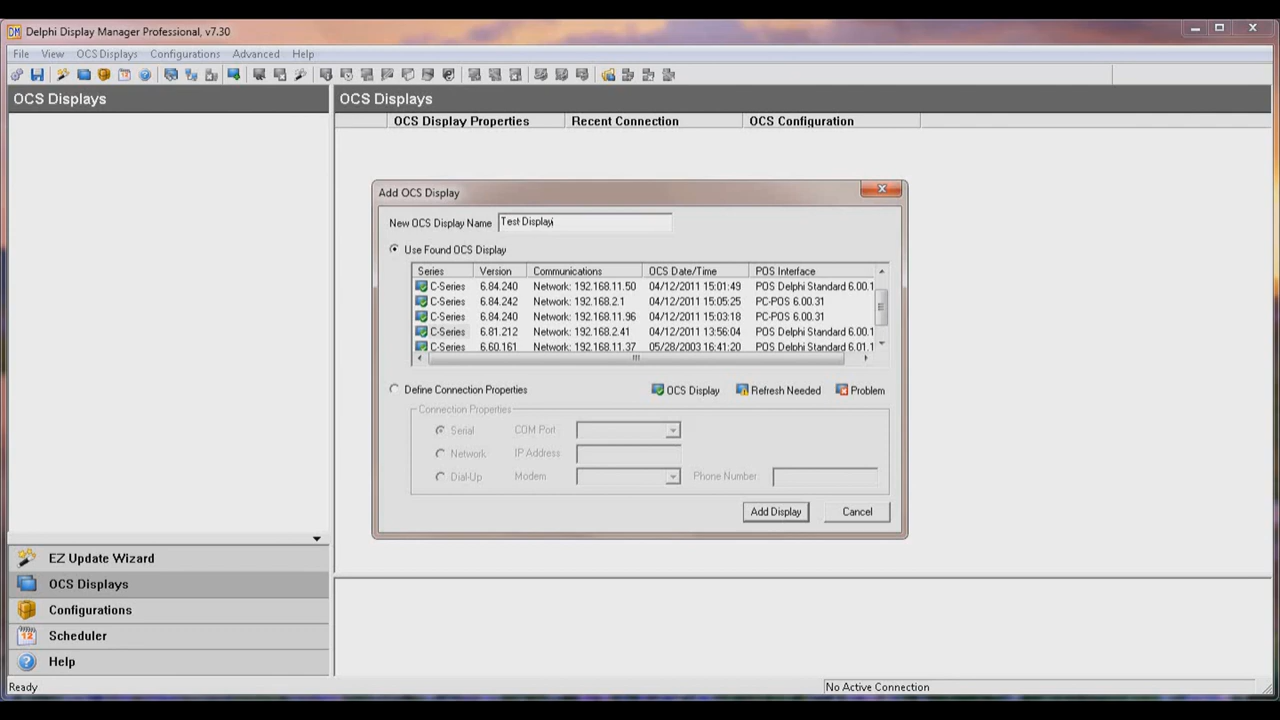 Delphi Display Manager Professional, v7.30
File View OCS Displays Configurations Advanced Help
OCS Displays
OCS Displays
OCS Display Properties Recent Connection OCS Configuration
Add OCS Display
New OCS Display Name Test Display
Use Found OCS Display
Series Version Communications OCS Date/Time POS Interface
C-Series 6.84.240 Network: 192.168.11.50 04/12/2011 15:01:49 POS Delphi Standard 6.00.1
C-Series 6.84.242 Network: 192.168.2.1 04/12/2011 15:05:25 PC-POS 6.00.31
C-Series 6.84.240 Network: 192.168.11.96 04/12/2011 15:03:18 PC-POS 6.00.31
C-Series 6.81.212 Network: 192.168.2.41 04/12/2011 13:56:04 POS Delphi Standard 6.00.1
C-Series 6.60.161 Network: 192.168.11.37 05/28/2003 16:41:20 POS Delphi Standard 6.01.1
Define Connection Properties OCS Display Refresh Needed Problem
Connection Properties
Serial COM Port
Network IP Address
Dial-Up Modem Phone Number
Add Display Cancel
EZ Update Wizard
OCS Displays
Configurations
12 Scheduler
Help
Ready No Active Connection